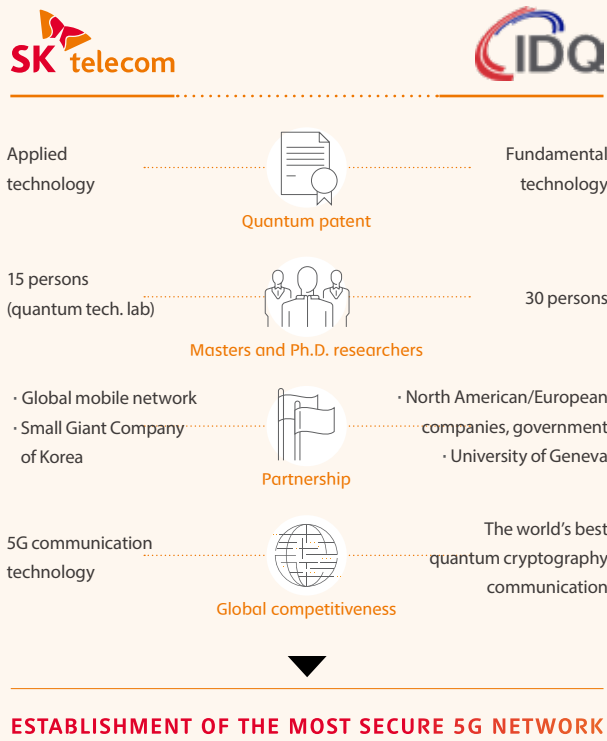 SK telecom
IDQ
Applied
technology
Quantum patent
Fundamental
technology
15 persons
(quantum tech. lab)
Masters and Ph.D. researchers
30 persons
· Global mobile network
· Small Giant Company
of Korea
Partnership
· North American/European
companies, government
· University of Geneva
5G communication
technology
Global competitiveness
The world’s best
quantum cryptography
communication
ESTABLISHMENT OF THE MOST SECURE 5G NETWORK